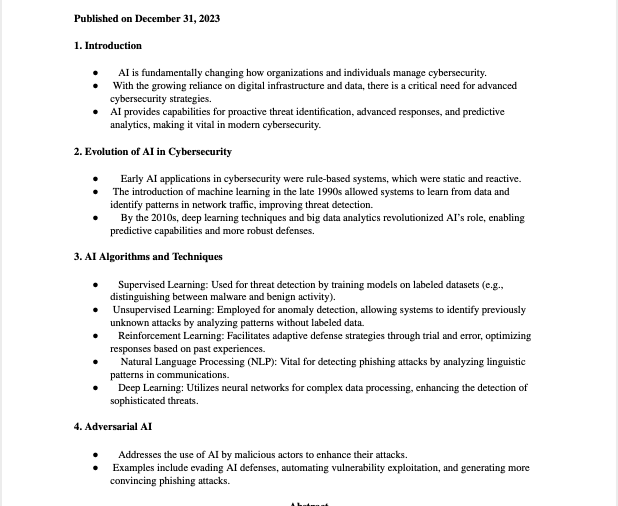 Published on December 31, 2023
1. Introduction
● AI is fundamentally changing how organizations and individuals manage cybersecurity.
● With the growing reliance on digital infrastructure and data, there is a critical need for advanced
cybersecurity strategies.
● AI provides capabilities for proactive threat identification, advanced responses, and predictive
analytics, making it vital in modern cybersecurity.
2. Evolution of AI in Cybersecurity
● Early AI applications in cybersecurity were rule-based systems, which were static and reactive.
● The introduction of machine learning in the late 1990s allowed systems to learn from data and
identify patterns in network traffic, improving threat detection.
● By the 2010s, deep learning techniques and big data analytics revolutionized AI’s role, enabling
predictive capabilities and more robust defenses.
3. AI Algorithms and Techniques
● Supervised Learning: Used for threat detection by training models on labeled datasets (e.g.,
distinguishing between malware and benign activity).
● Unsupervised Learning: Employed for anomaly detection, allowing systems to identify previously
unknown attacks by analyzing patterns without labeled data.
● Reinforcement Learning: Facilitates adaptive defense strategies through trial and error, optimizing
responses based on past experiences.
● Natural Language Processing (NLP): Vital for detecting phishing attacks by analyzing linguistic
patterns in communications.
● Deep Learning: Utilizes neural networks for complex data processing, enhancing the detection of
sophisticated threats.
4. Adversarial AI
● Addresses the use of AI by malicious actors to enhance their attacks.
● Examples include evading AI defenses, automating vulnerability exploitation, and generating more
convincing phishing attacks.